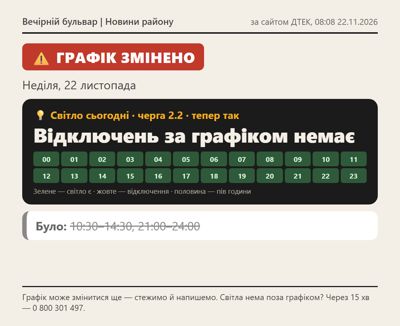 Вечірній бульвар | Новини району
за сайтом ДТЕК, 08:08 22.11.2026
⚠️ ГРАФІК ЗМІНЕНО
Неділя, 22 листопада
💡 Світло сьогодні · черга 2.2 · тепер так
Відключень за графіком немає
00 01 02 03 04 05 06 07 08 09 10 11
12 13 14 15 16 17 18 19 20 21 22 23
Зелене — світло є · жовте — відключення · половина — пів години
Було: 10:30–14:30, 21:00–24:00
Графік може змінитися ще — стежимо й напишемо. Світла нема поза графіком? Через 15 хв
— 0 800 301 497.